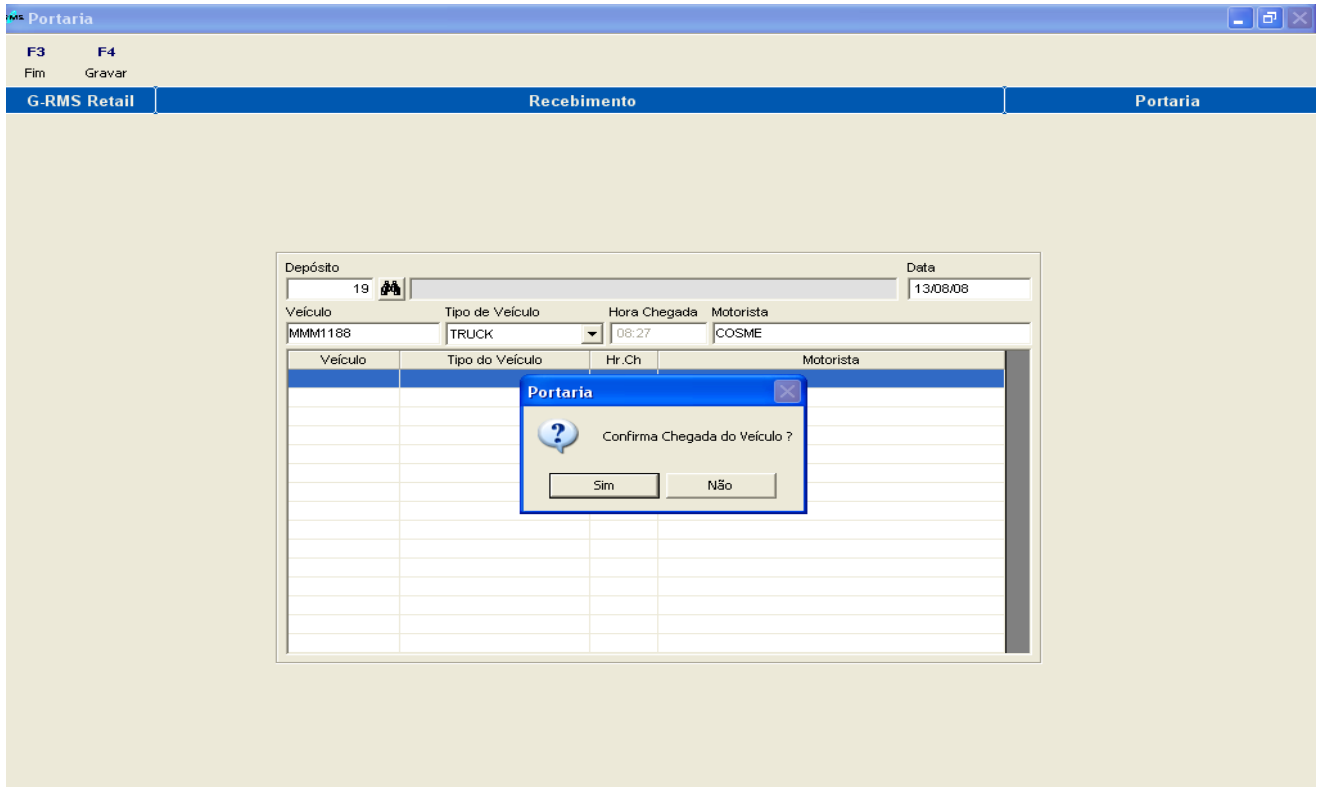 Portaria
F3 F4
Fim Gravar
G-RMS Retail Recebimento Portaria
Depósito Data
19 13/08/08
Veículo Tipo de Veículo Hora Chegada Motorista
MMM1188 TRUCK 08:27 COSME
Veículo Tipo do Veículo Hr.Ch Motorista
Portaria
Confirma Chegada do Veículo ?
Sim Não